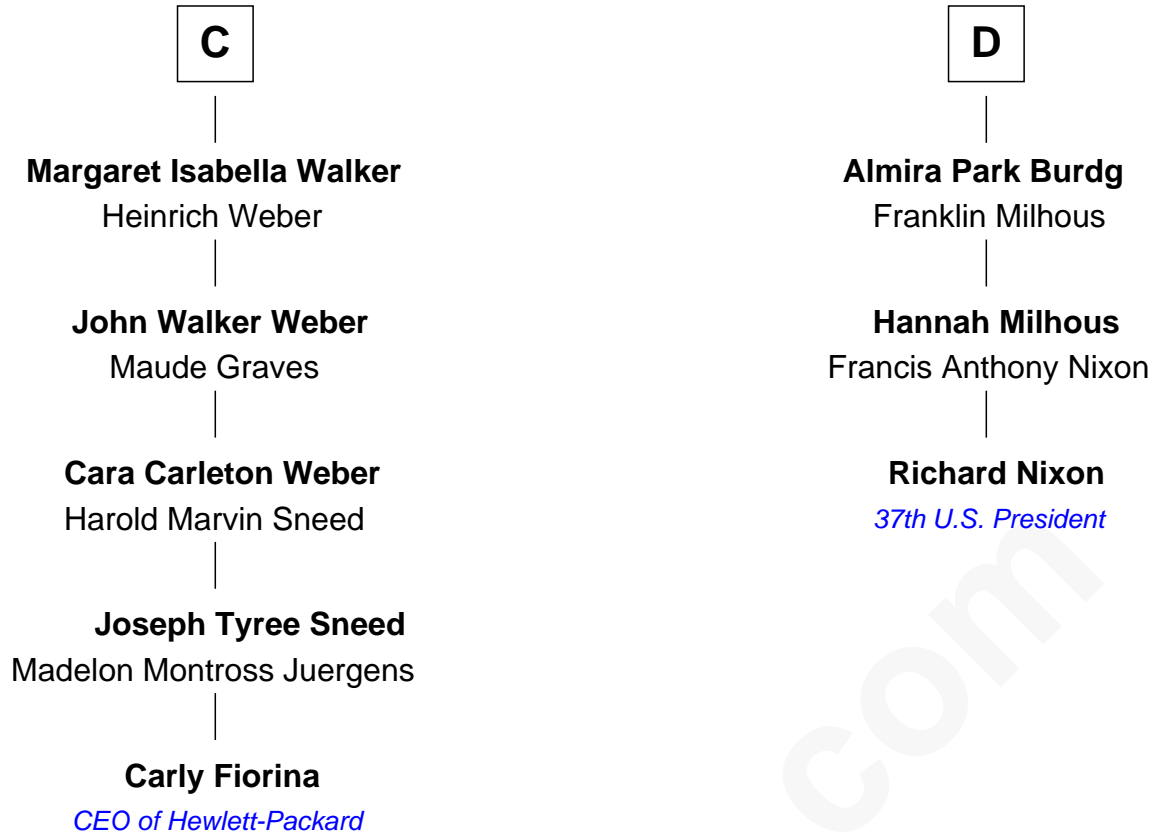 C
Margaret Isabella Walker
Heinrich Weber
John Walker Weber
Maude Graves
Cara Carleton Weber
Harold Marvin Sneed
Joseph Tyree Sneed
Madelon Montross Juergens
Carly Fiorina
CEO of Hewlett-Packard
D
Almira Park Burdg
Franklin Milhous
Hannah Milhous
Francis Anthony Nixon
Richard Nixon
37th U.S. President
com